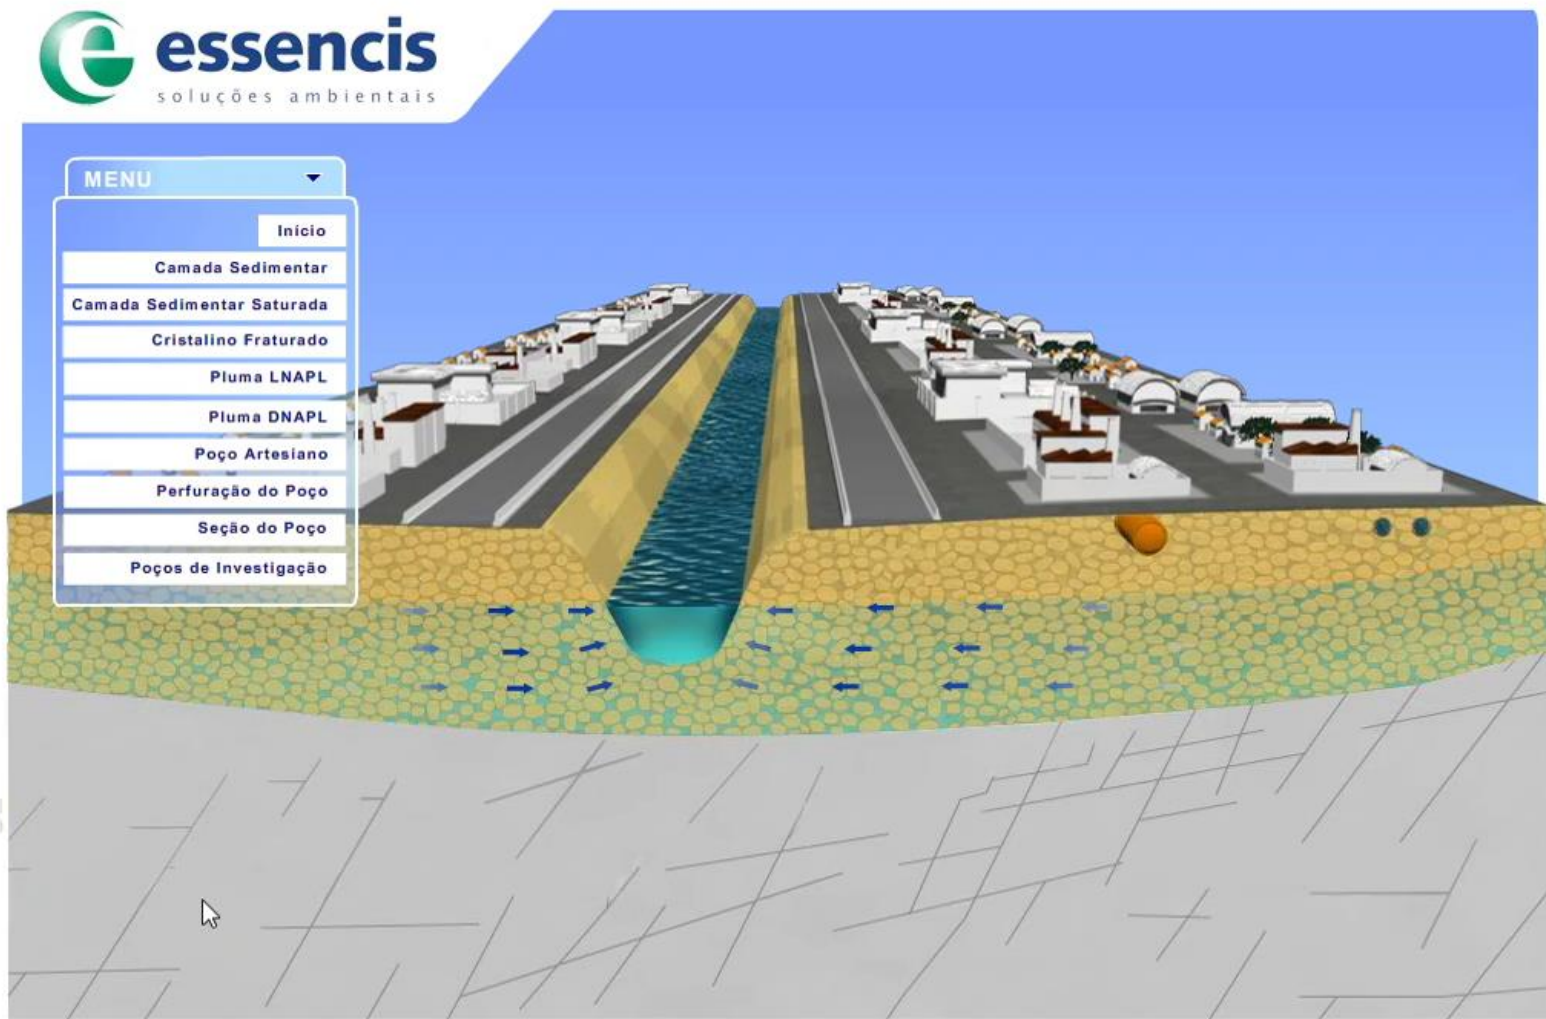 essencis
soluções ambientais
MENU
Início
Camada Sedimentar
Camada Sedimentar Saturada
Cristalino Fraturado
Pluma LNAPL
Pluma DNAPL
Poço Artesiano
Perfuração do Poço
Seção do Poço
Poços de Investigação